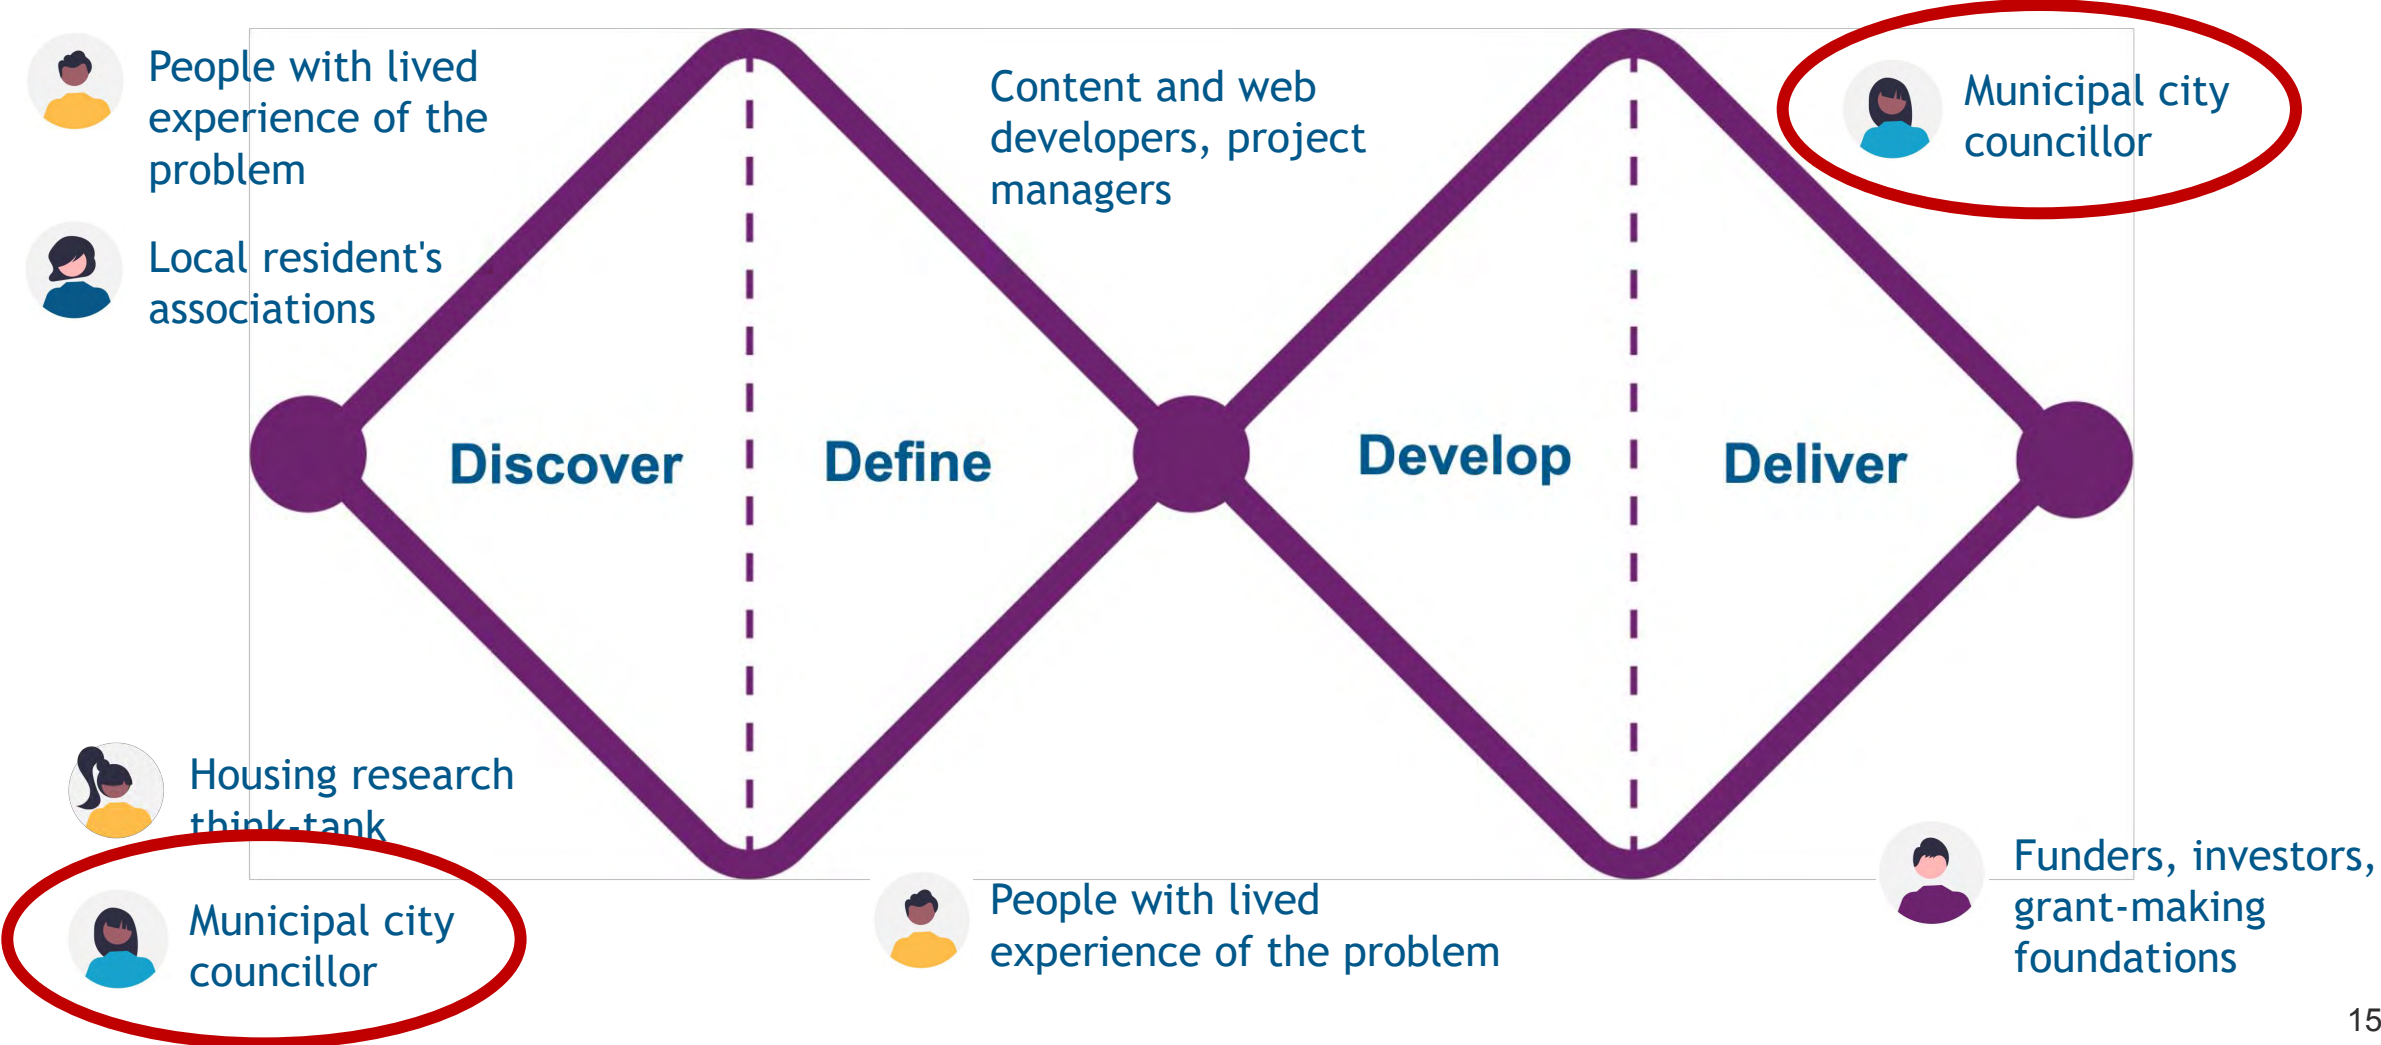 People with lived
experience of the
problem
Local resident's
associations
Content and web
developers, project
managers
Municipal city
councillor
Discover
Define
Develop
Deliver
Housing research
think-tank
Municipal city
councillor
People with lived
experience of the problem
Funders, investors,
grant-making
foundations
15